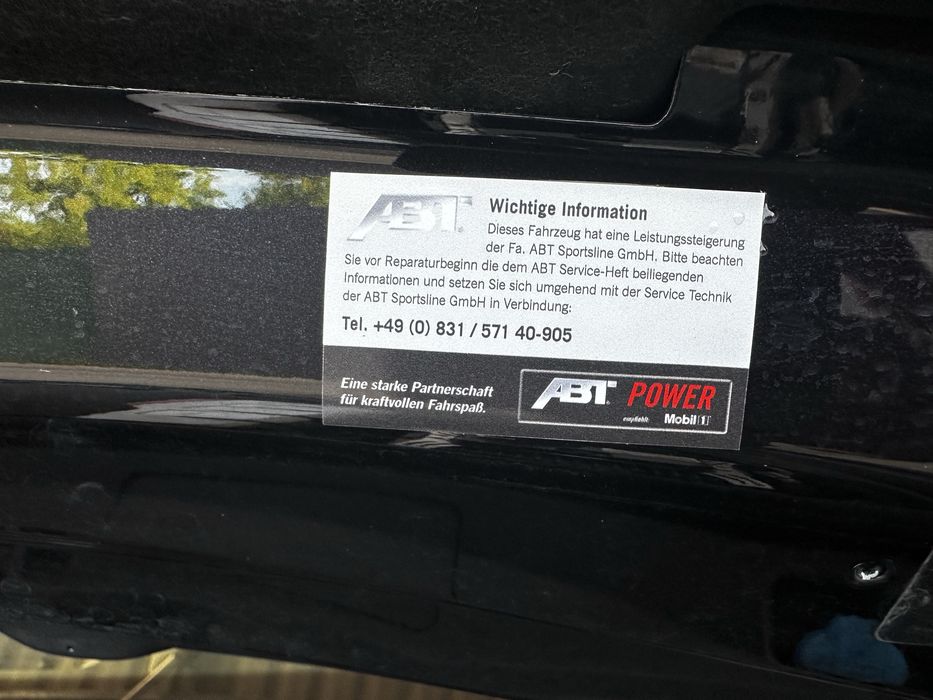 ABT
Wichtige Information
Dieses Fahrzeug hat eine Leistungssteigerung
der Fa. ABT Sportsline GmbH. Bitte beachten
Sie vor Reparaturbeginn die dem ABT Service-Heft beiliegenden
Informationen und setzen Sie sich umgehend mit der Service Technik
der ABT Sportsline GmbH in Verbindung:
Tel. +49 (0) 831 / 571 40-905
Eine starke Partnerschaft
für kraftvollen Fahrspaß.
ABT POWER
empfiehlt Mobil 1